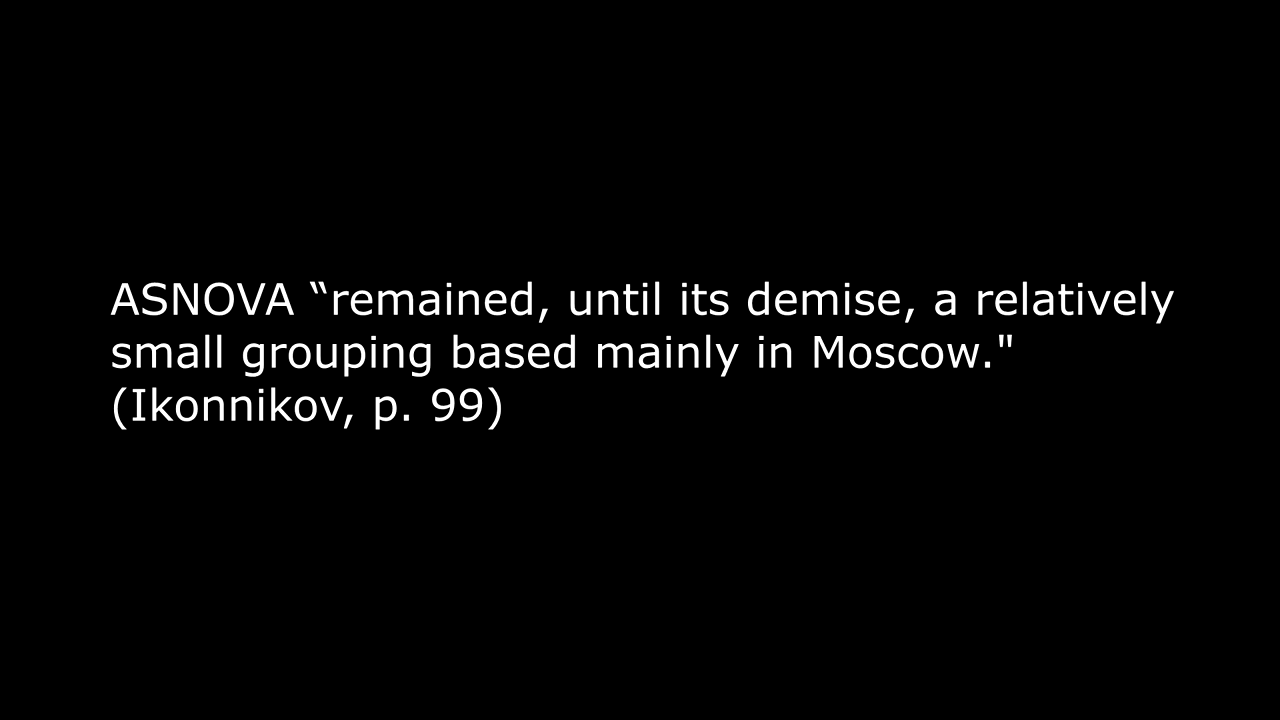 ASNOVA “remained, until its demise, a relatively
small grouping based mainly in Moscow."
(Ikonnikov, p. 99)